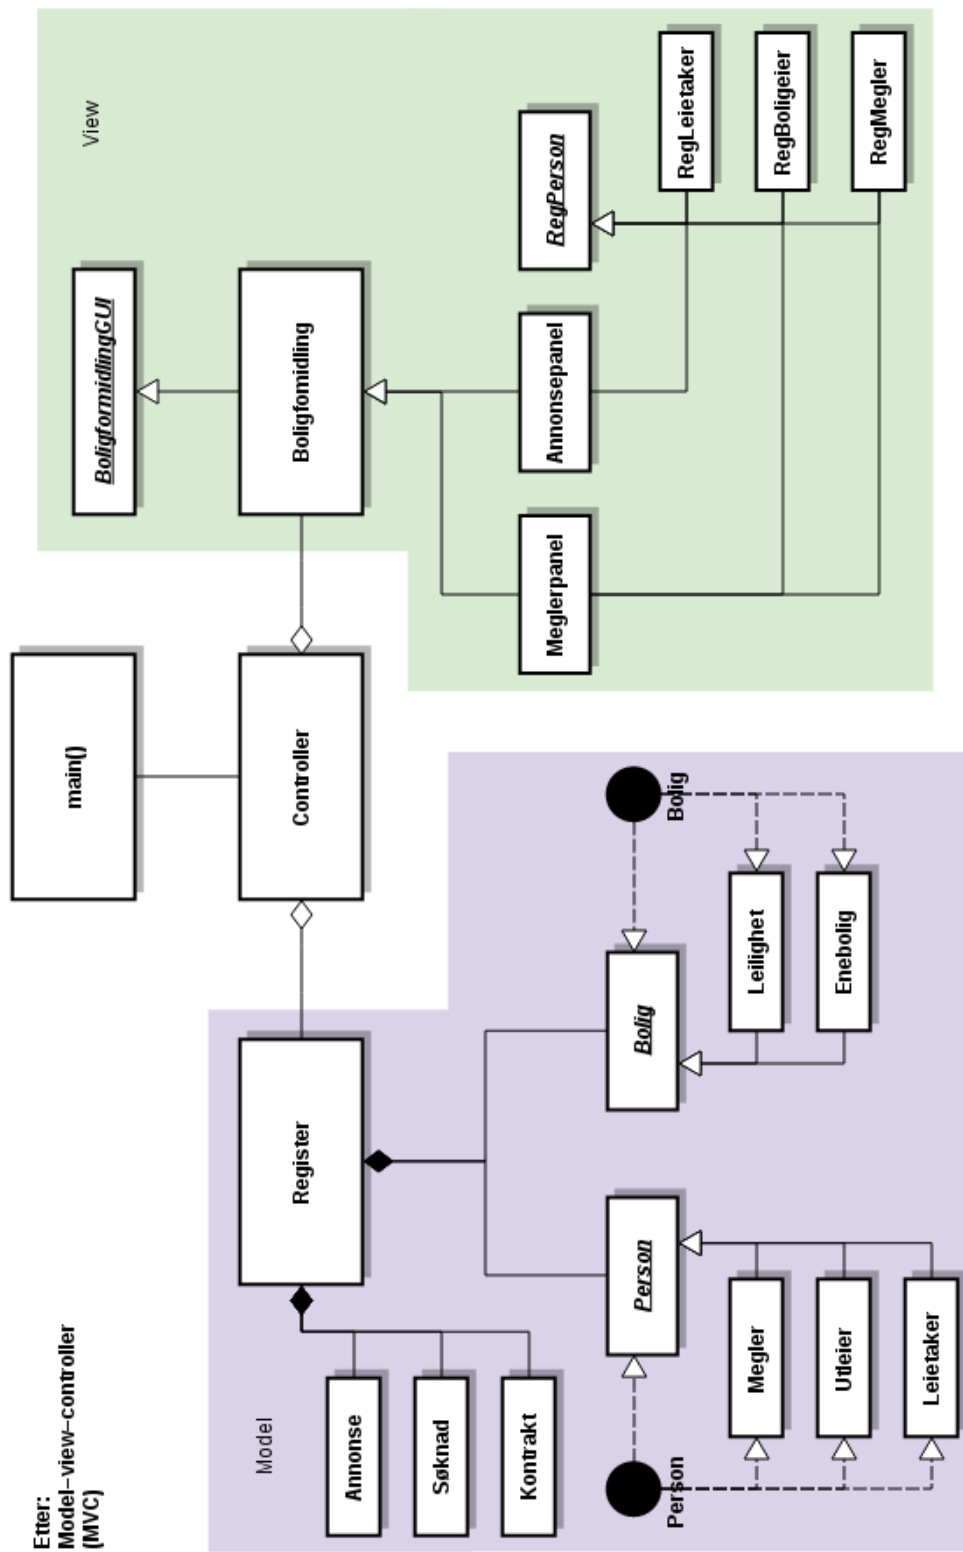 Etter:
Model-view-controller
(MVC)
main()
BoligformidlingGUI
View
Model
Register
Controller
Boligfomidling
Annonse
Søknad
Kontrakt
Meglerpanel
Annonsepanel
RegPerson
Person
Person
Bolig
Bolig
RegLeietaker
RegBoligeier
RegMegler
Megler
Utleier
Leietaker
Leilighet
Enebolig